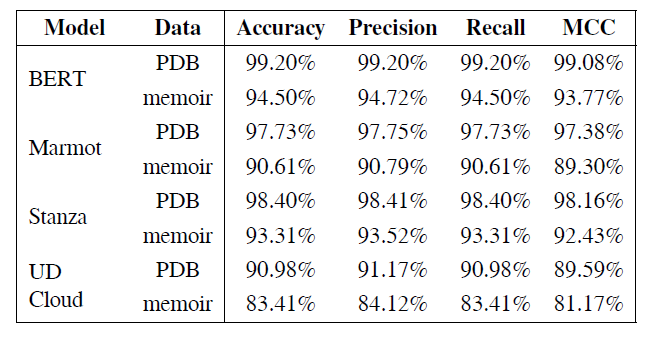 Model Data Accuracy Precision Recall MCC
BERT PDB 99.20% 99.20% 99.20% 99.08%
memoir 94.50% 94.72% 94.50% 93.77%
Marmot PDB 97.73% 97.75% 97.73% 97.38%
memoir 90.61% 90.79% 90.61% 89.30%
Stanza PDB 98.40% 98.41% 98.40% 98.16%
memoir 93.31% 93.52% 93.31% 92.43%
UD PDB 90.98% 91.17% 90.98% 89.59%
Cloud memoir 83.41% 84.12% 83.41% 81.17%